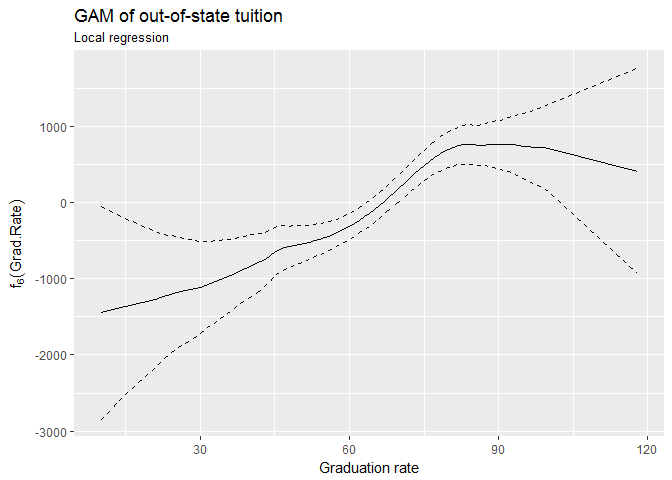 GAM of out-of-state tuition
Local regression
1000
0
-1000
-2000
-3000
f₆(Grad.Rate)
30 60 90 120
Graduation rate